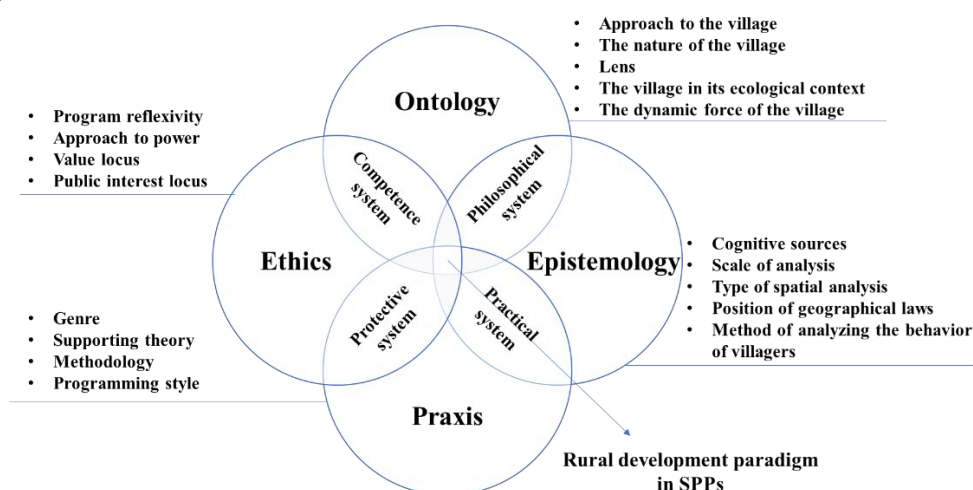 • Approach to the village
• The nature of the village
• Lens
• The village in its ecological context
• The dynamic force of the village
• Program reflexivity
• Approach to power
• Value locus
• Public interest locus
Ontology
Competence
system
Philosophical
system
Ethics
Epistemology
• Cognitive sources
• Scale of analysis
• Type of spatial analysis
• Position of geographical laws
• Method of analyzing the behavior
of villagers
• Genre
• Supporting theory
• Methodology
• Programming style
Protective
system
Practical
system
Praxis
Rural development paradigm
in SPPs